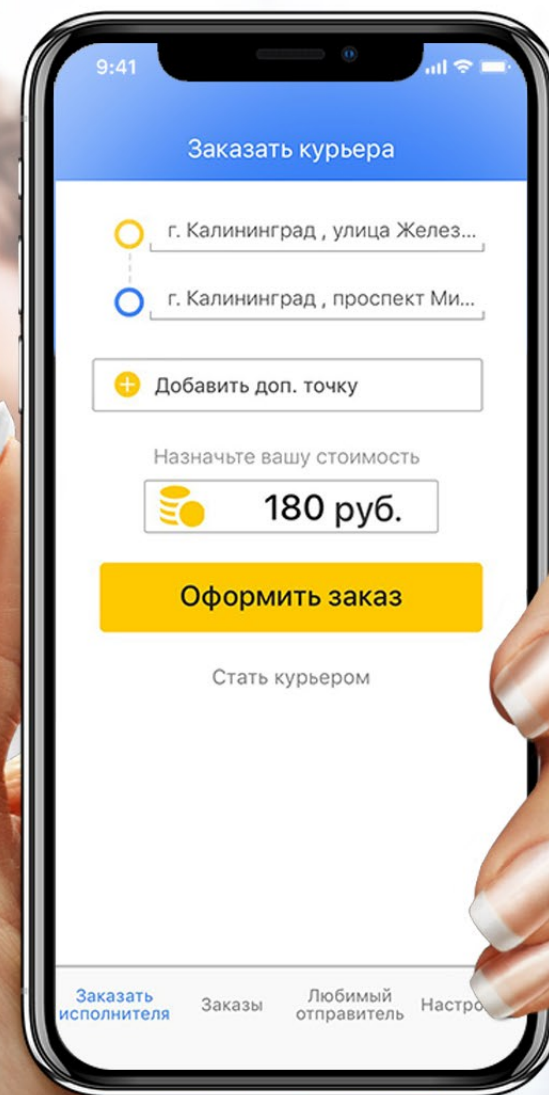 9:41
Заказать курьера
г. Калининград , улица Желез...
г. Калининград , проспект Ми...
Добавить доп. точку
Назначьте вашу стоимость
180 руб.
Оформить заказ
Стать курьером
Заказать исполнителя
Заказы
Любимый отправитель
Настро